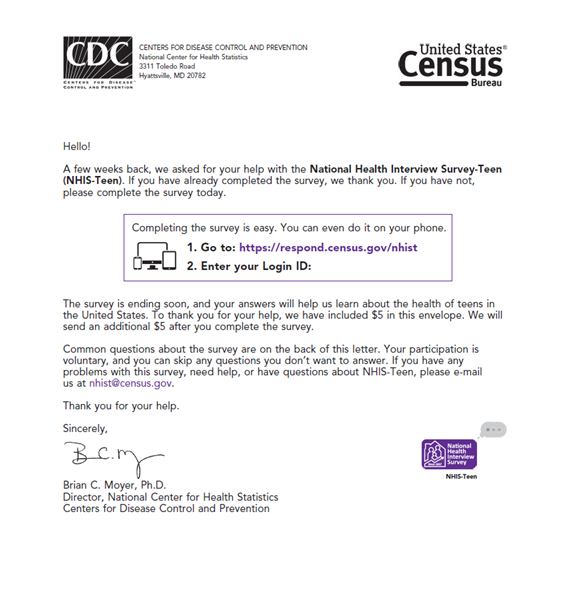 CDC
CENTERS FOR DISEASE
CONTROL AND PREVENTION
CENTERS FOR DISEASE CONTROL AND PREVENTION
National Center for Health Statistics
3311 Toledo Road
Hyattsville, MD 20782
United States®
Census
Bureau
Hello!
A few weeks back, we asked for your help with the National Health Interview Survey-Teen
(NHIS-Teen). If you have already completed the survey, we thank you. If you have not,
please complete the survey today.
Completing the survey is easy. You can even do it on your phone.
1. Go to: https://respond.census.gov/nhist
2. Enter your Login ID:
The survey is ending soon, and your answers will help us learn about the health of teens in
the United States. To thank you for your help, we have included $5 in this envelope. We will
send an additional $5 after you complete the survey.
Common questions about the survey are on the back of this letter. Your participation is
voluntary, and you can skip any questions you don't want to answer. If you have any
problems with this survey, need help, or have questions about NHIS-Teen, please e-mail
us at nhist@census.gov.
Thank you for your help.
Sincerely,
B.C.M
Brian C. Moyer, Ph.D.
Director, National Center for Health Statistics
Centers for Disease Control and Prevention
National
Health
Interview
Survey
NHIS-Teen